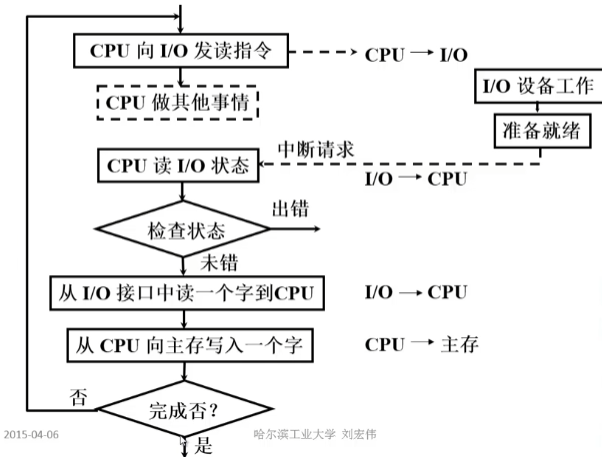 CPU 向 I/O 发读指令
CPU → I/O
I/O 设备工作
CPU 做其他事情
准备就绪
中断请求
CPU 读 I/O 状态
I/O → CPU
出错
检查状态
未错
从 I/O 接口中读一个字到CPU
I/O → CPU
从 CPU 向主存写入一个字
CPU → 主存
否
完成否？
2015-04-06
哈尔滨工业大学 刘宏伟
是